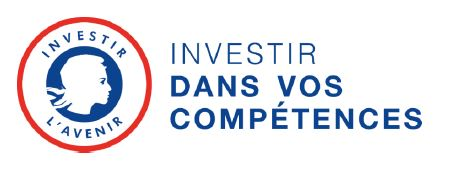 INVESTIR
L'AVENIR
INVESTIR
DANS VOS
COMPÉTENCES